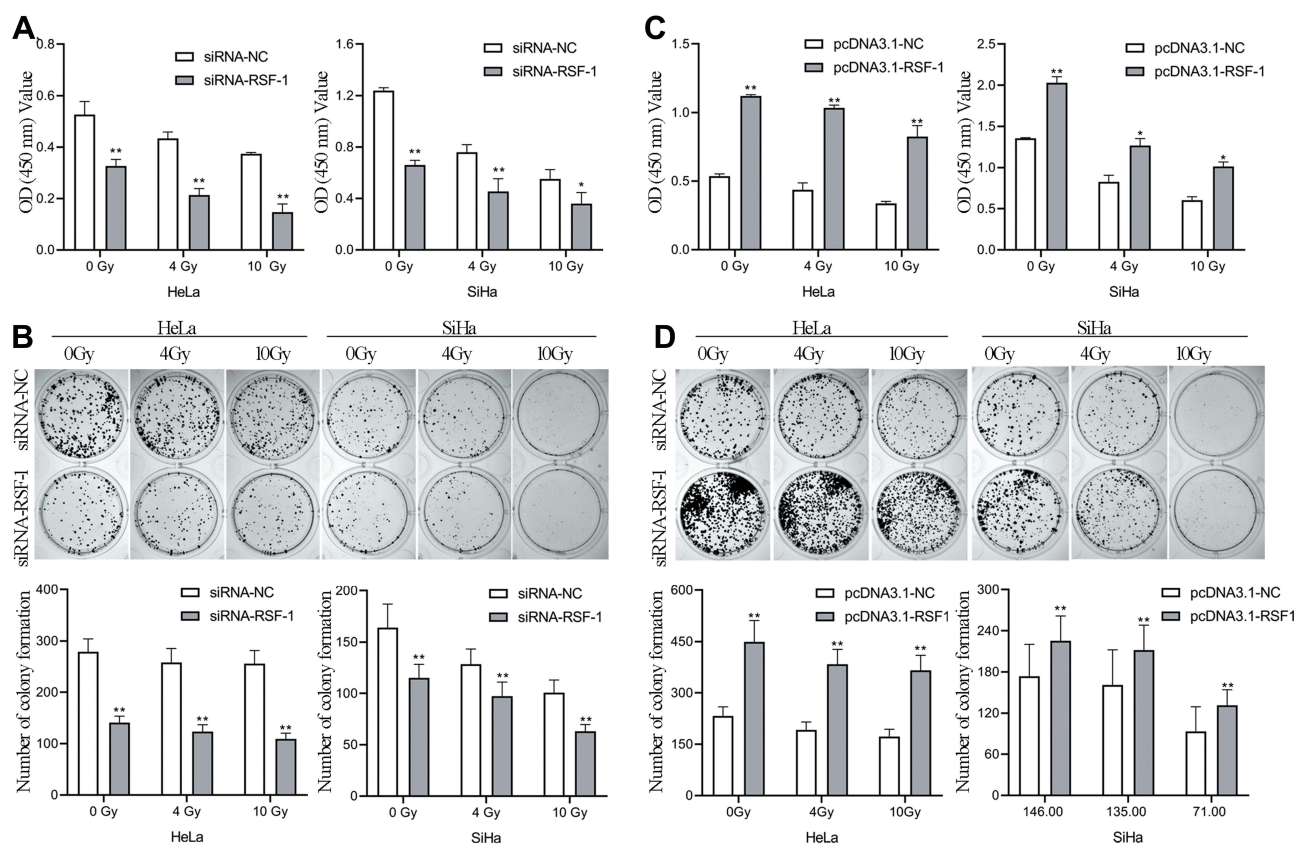 A.
0.8
0.6
0.4
0.2
0.0
OD (450 nm) Value
siRNA-NC
siRNA-RSF-1
**
**
**
0 Gy
4 Gy
10 Gy
HeLa
1.6
1.2
0.8
0.4
0.0
OD (450 nm) Value
siRNA-NC
siRNA-RSF-1
**
**
*
0 Gy
4 Gy
10 Gy
SiHa
C
1.5
1.0
0.5
0.0
OD (450 nm) Value
pcDNA3.1-NC
pcDNA3.1-RSF-1
**
**
**
0 Gy
4 Gy
10 Gy
HeLa
2.5
2.0
1.5
1.0
0.5
0.0
OD (450 nm) Value
pcDNA3.1-NC
pcDNA3.1-RSF-1
**
*
*
0 Gy
4 Gy
10 Gy
SiHa
B
HeLa
SiHa
0Gy
4Gy
10Gy
0Gy
4Gy
10Gy
siRNA-NC
siRNA-RSF-1
400
300
200
100
0
Number of colony formation
siRNA-NC
siRNA-RSF-1
**
**
**
0 Gy
4 Gy
10 Gy
HeLa
200
150
100
50
0
Number of colony formation
siRNA-NC
siRNA-RSF-1
**
**
**
0 Gy
4 Gy
10 Gy
SiHa
D
HeLa
SiHa
0Gy
4Gy
10Gy
0Gy
4Gy
10Gy
siRNA-NC
siRNA-RSF-1
600
450
300
150
0
Number of colony formation
pcDNA3.1-NC
pcDNA3.1-RSF1
**
**
**
0Gy
4Gy
10Gy
HeLa
300
240
180
120
60
0
Number of colony formation
pcDNA3.1-NC
pcDNA3.1-RSF1
**
**
**
146.00
135.00
71.00
SiHa